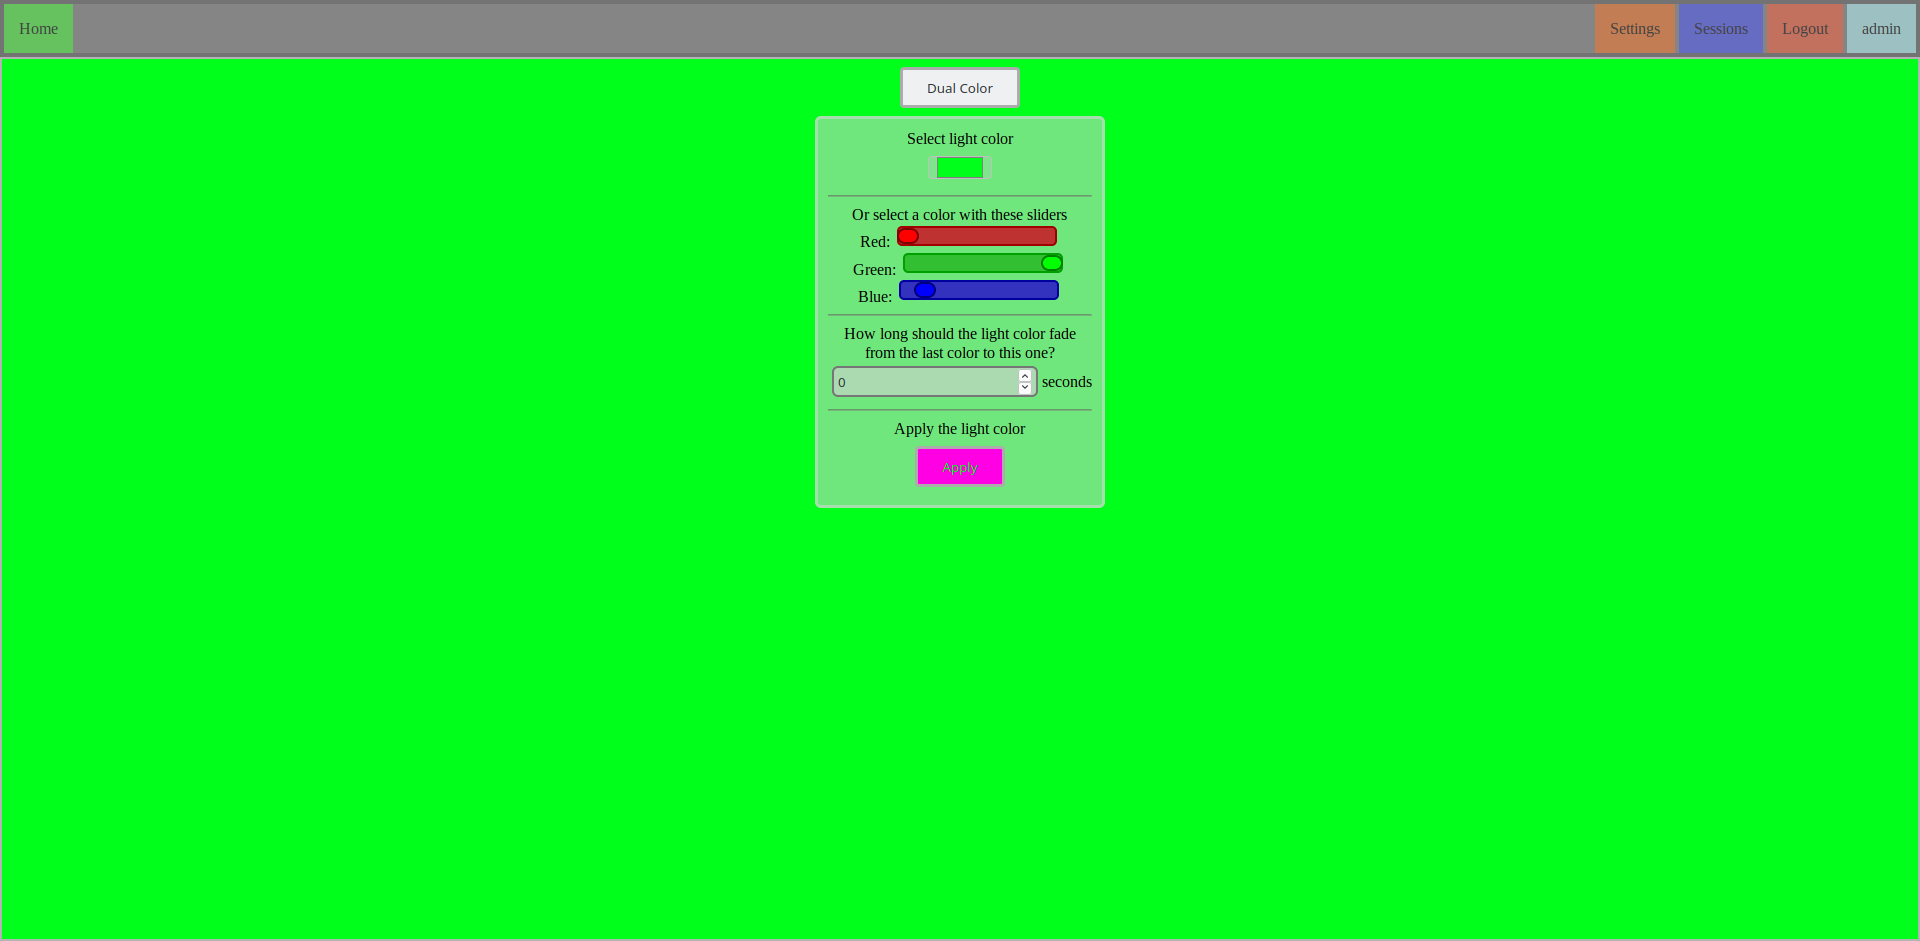 Home
Settings
Sessions
Logout
admin
Dual Color
Select light color
Or select a color with these sliders
Red:
Green:
Blue:
How long should the light color fade
from the last color to this one?
0 seconds
Apply the light color
Apply